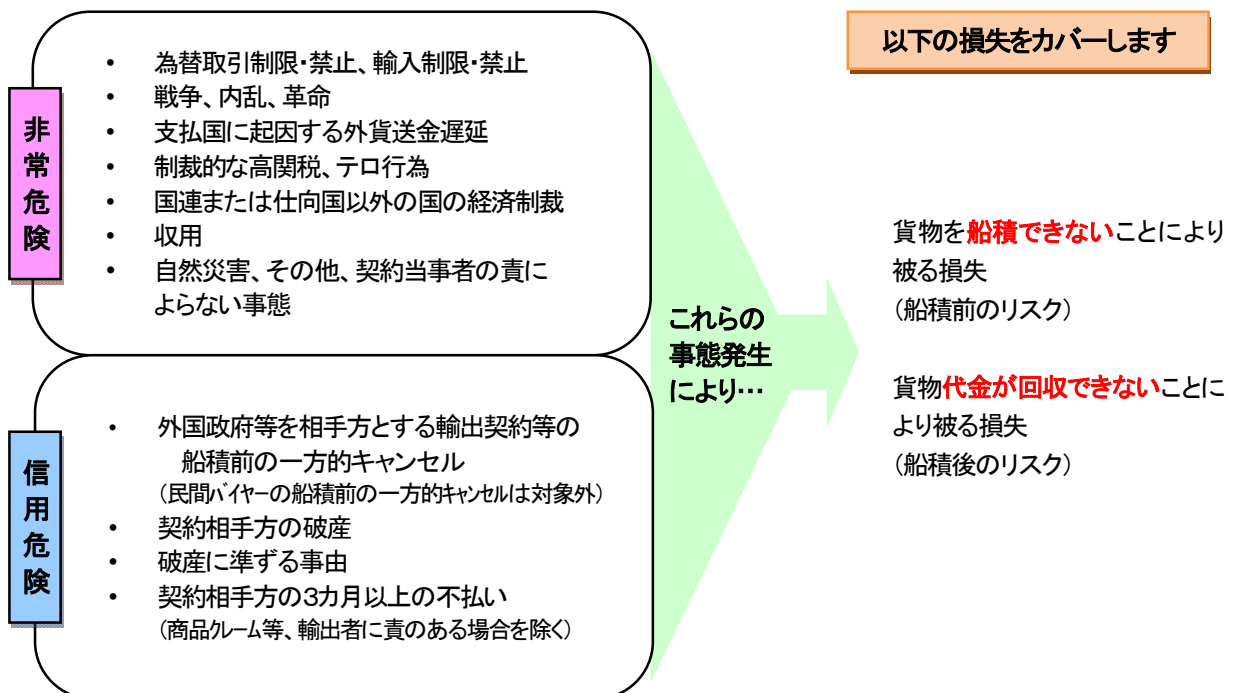 非常危険
・ 為替取引制限・禁止、輸入制限・禁止
・ 戦争、内乱、革命
・ 支払国に起因する外貨送金遅延
・ 制裁的な高関税、テロ行為
・ 国連または仕向国以外の国の経済制裁
・ 収用
・ 自然災害、その他、契約当事者の責に
よらない事態
信用危険
・ 外国政府等を相手方とする輸出契約等の
船積前の一方的キャンセル
(民間バイヤーの船積前の一方的キャンセルは対象外)
・ 契約相手方の破産
・ 破産に準ずる事由
・ 契約相手方の3カ月以上の不払い
(商品クレーム等、輸出者に責のある場合を除く)
これらの
事態発生
により…
以下の損失をカバーします
貨物を船積できないことにより
被る損失
(船積前のリスク)
貨物代金が回収できないことに
より被る損失
(船積後のリスク)